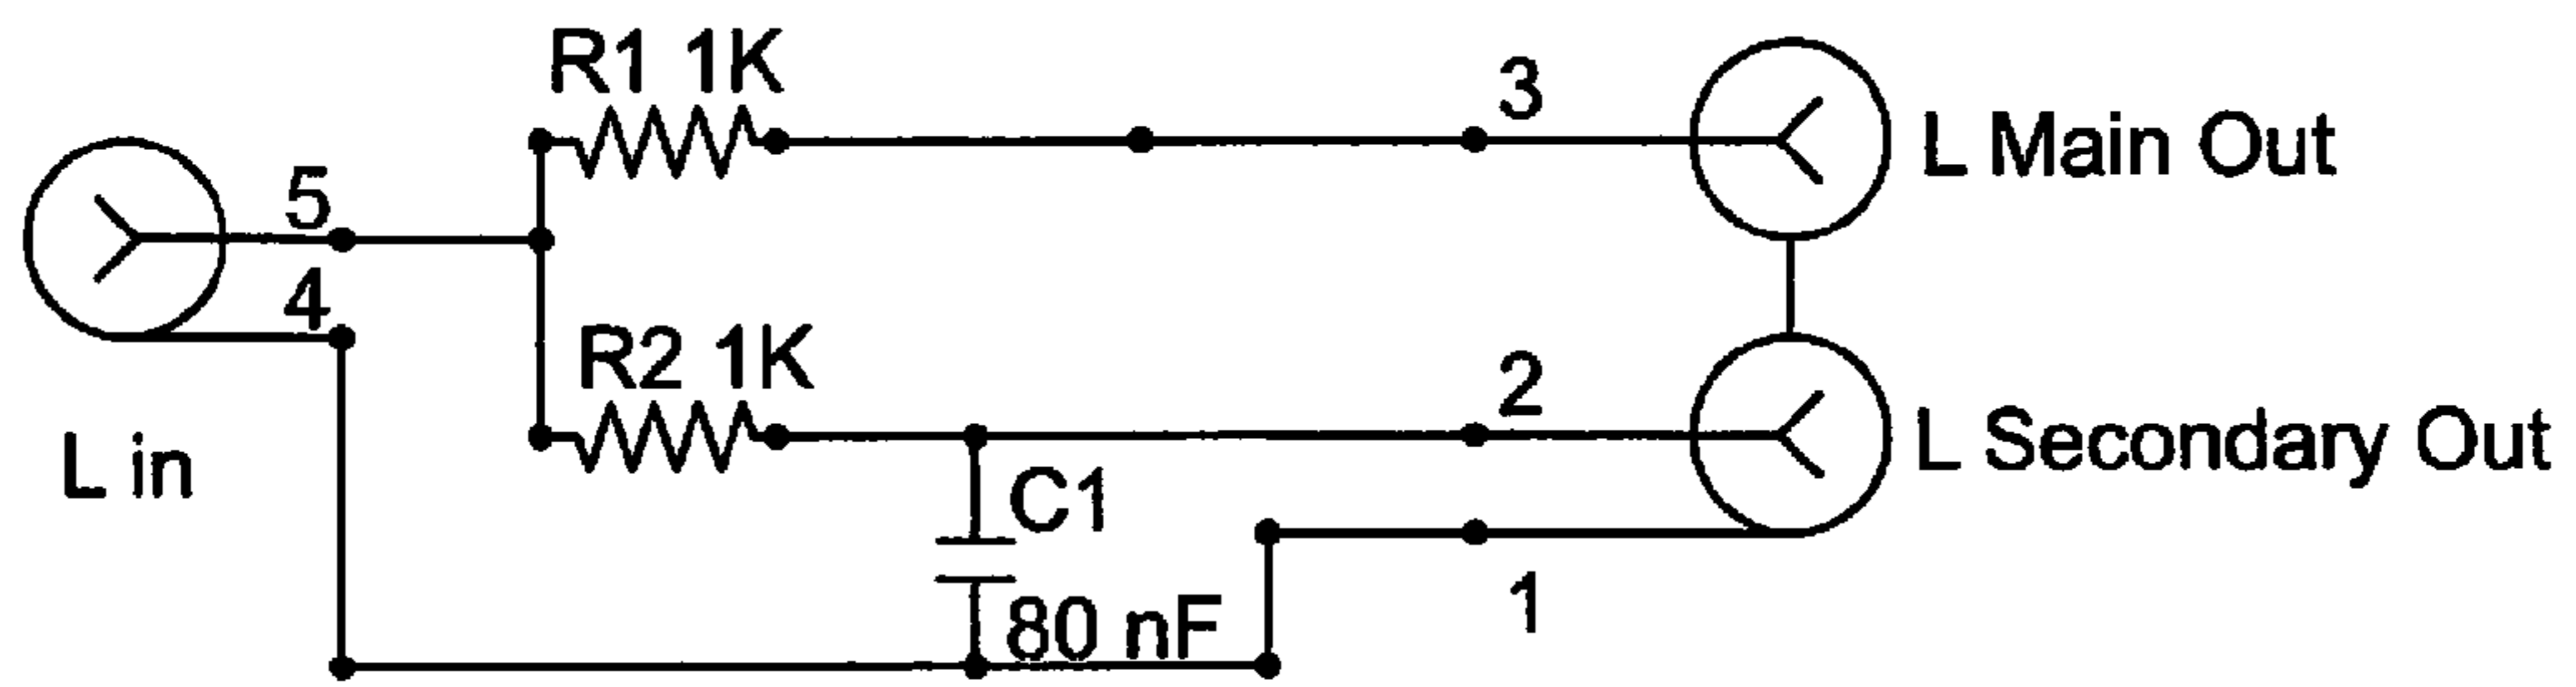 R1 1K
3
L Main Out
5
4
L in
R2 1K
2
L Secondary Out
C1
80 nF
1